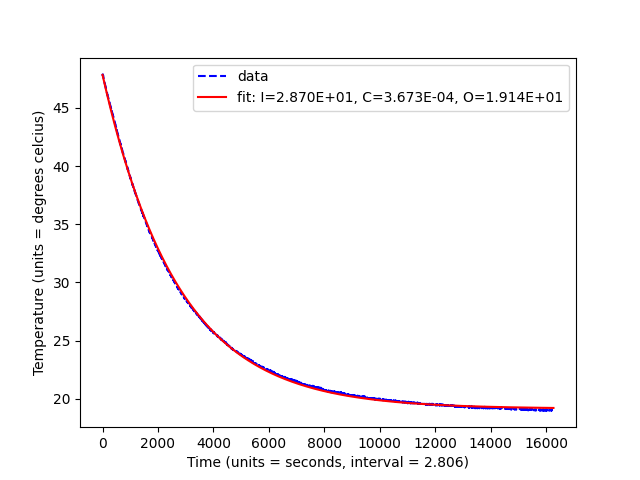 data
fit: I=2.870E+01, C=3.673E-04, O=1.914E+01
Temperature (units = degrees celcius)
45
40
35
30
25
20
0 2000 4000 6000 8000 10000 12000 14000 16000
Time (units = seconds, interval = 2.806)